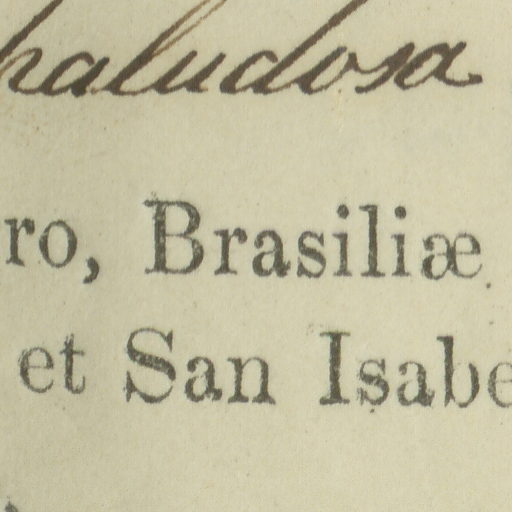 paludosa
ro, Brasiliæ
et San Isabe